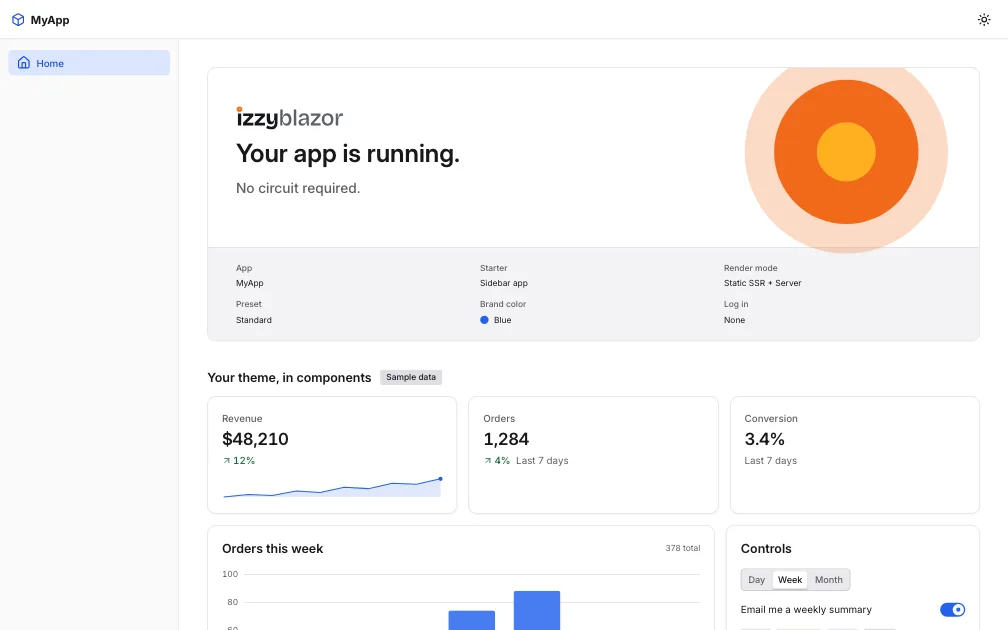 MyApp
Home
izzyblazor
Your app is running.
No circuit required.
App
MyApp
Starter
Sidebar app
Render mode
Static SSR + Server
Preset
Standard
Brand color
Blue
Log in
None
Your theme, in components
Sample data
Revenue
$48,210
12%
Orders
1,284
4% Last 7 days
Conversion
3.4%
Last 7 days
Orders this week
378 total
100
80
60
Controls
Day Week Month
Email me a weekly summary